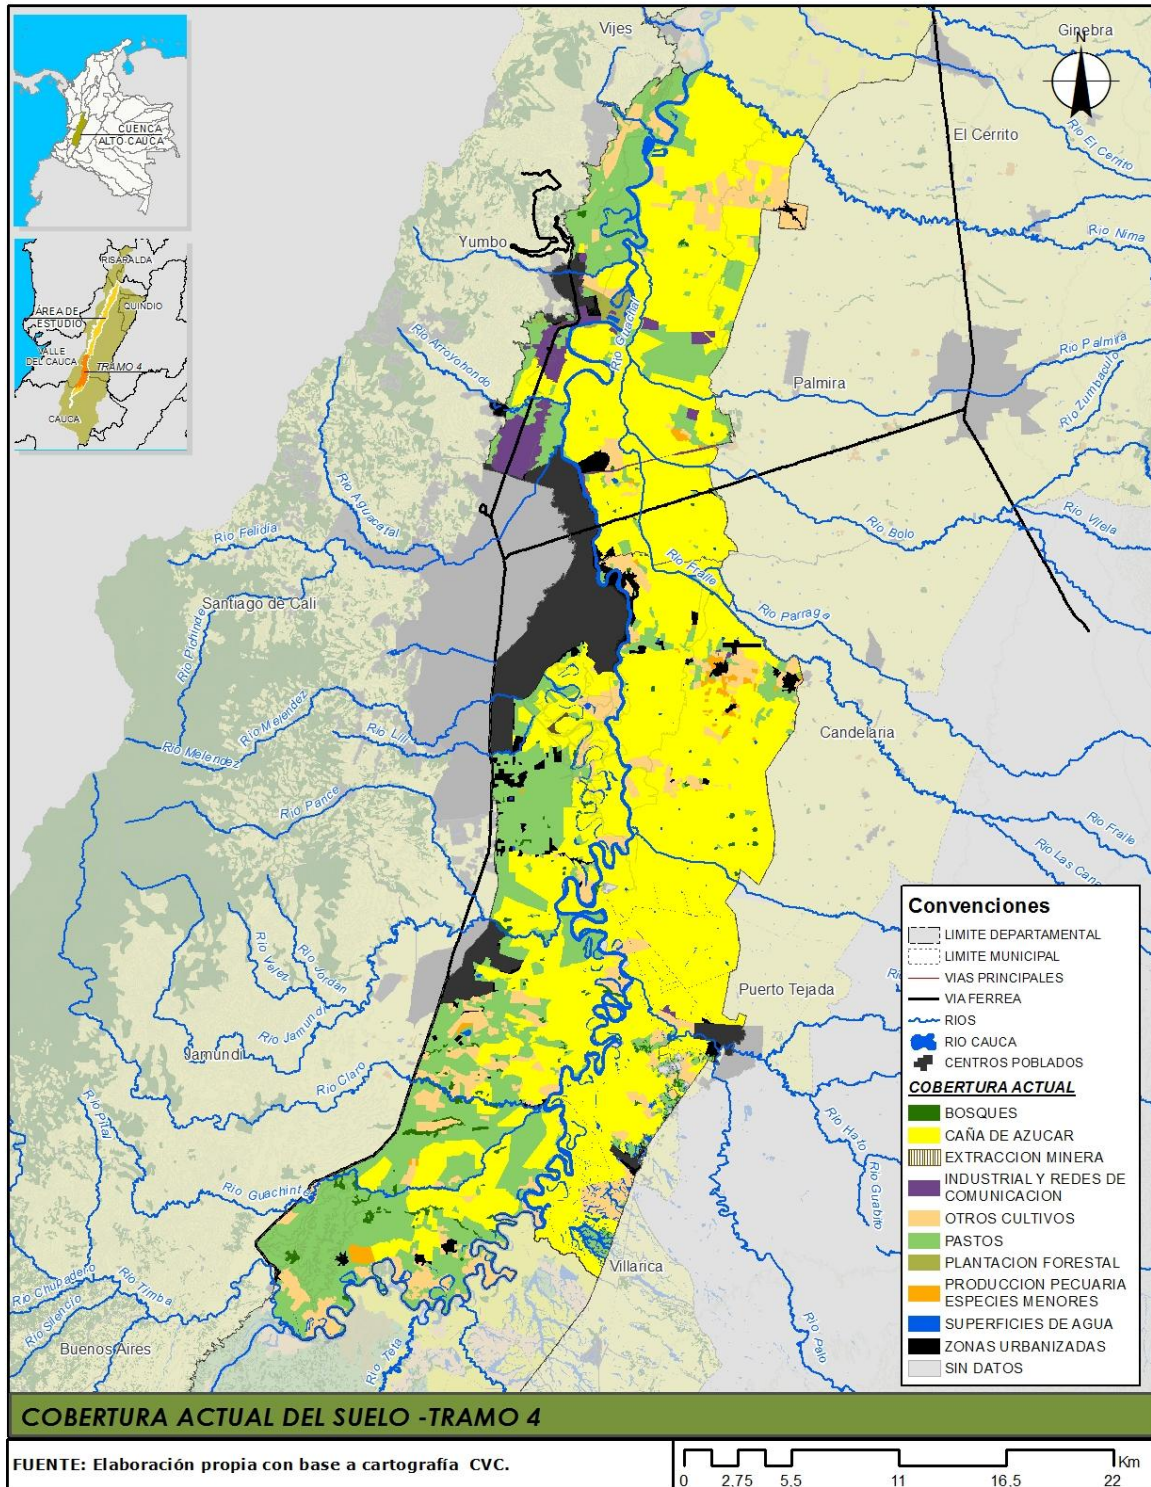 Vijes
Ginebra
N
CUENCA
ALTO CAUCA
El Cerrito
Rio El Cerrito
Rio Nima
Yumbo
RISARALDA
QUINDIO
ÁREA DE
ESTUDIO
VALLE
DEL CAUCA
TRAMO 4
CAUCA
Rio Guachal
Rio Arroyohondo
Rio Palmira
Palmira
Rio Zumbaculo
Rio Aguacatal
Rio Felidia
Rio Bolo
Rio Vilela
Rio Fraile
Santiago de Cali
Rio Parraga
Rio Pichinde
Rio Melendez
Rio Lili
Rio Melendez
Candelaria
Rio Pance
Rio Fraile
Rio Las Cana
Rio Velez
Rio Jordan
Puerto Tejada
Rio Jamundi
Jamundi
Rio Claro
Rio Pital
Rio Hato
Rio Guabito
Rio Guachinte
Villarica
Rio Chupadero
Rio Timba
Rio Silencio
Buenos Aires
Rio Teta
Rio Palo
Convenciones
LIMITE DEPARTAMENTAL
LIMITE MUNICIPAL
VIAS PRINCIPALES
VIA FERREA
RIOS
RIO CAUCA
CENTROS POBLADOS
COBERTURA ACTUAL
BOSQUES
CAÑA DE AZUCAR
EXTRACCION MINERA
INDUSTRIAL Y REDES DE
COMUNICACION
OTROS CULTIVOS
PASTOS
PLANTACION FORESTAL
PRODUCCION PECUARIA
ESPECIES MENORES
SUPERFICIES DE AGUA
ZONAS URBANIZADAS
SIN DATOS
COBERTURA ACTUAL DEL SUELO -TRAMO 4
FUENTE: Elaboración propia con base a cartografía CVC.
Km
0 2.75 5.5 11 16.5 22